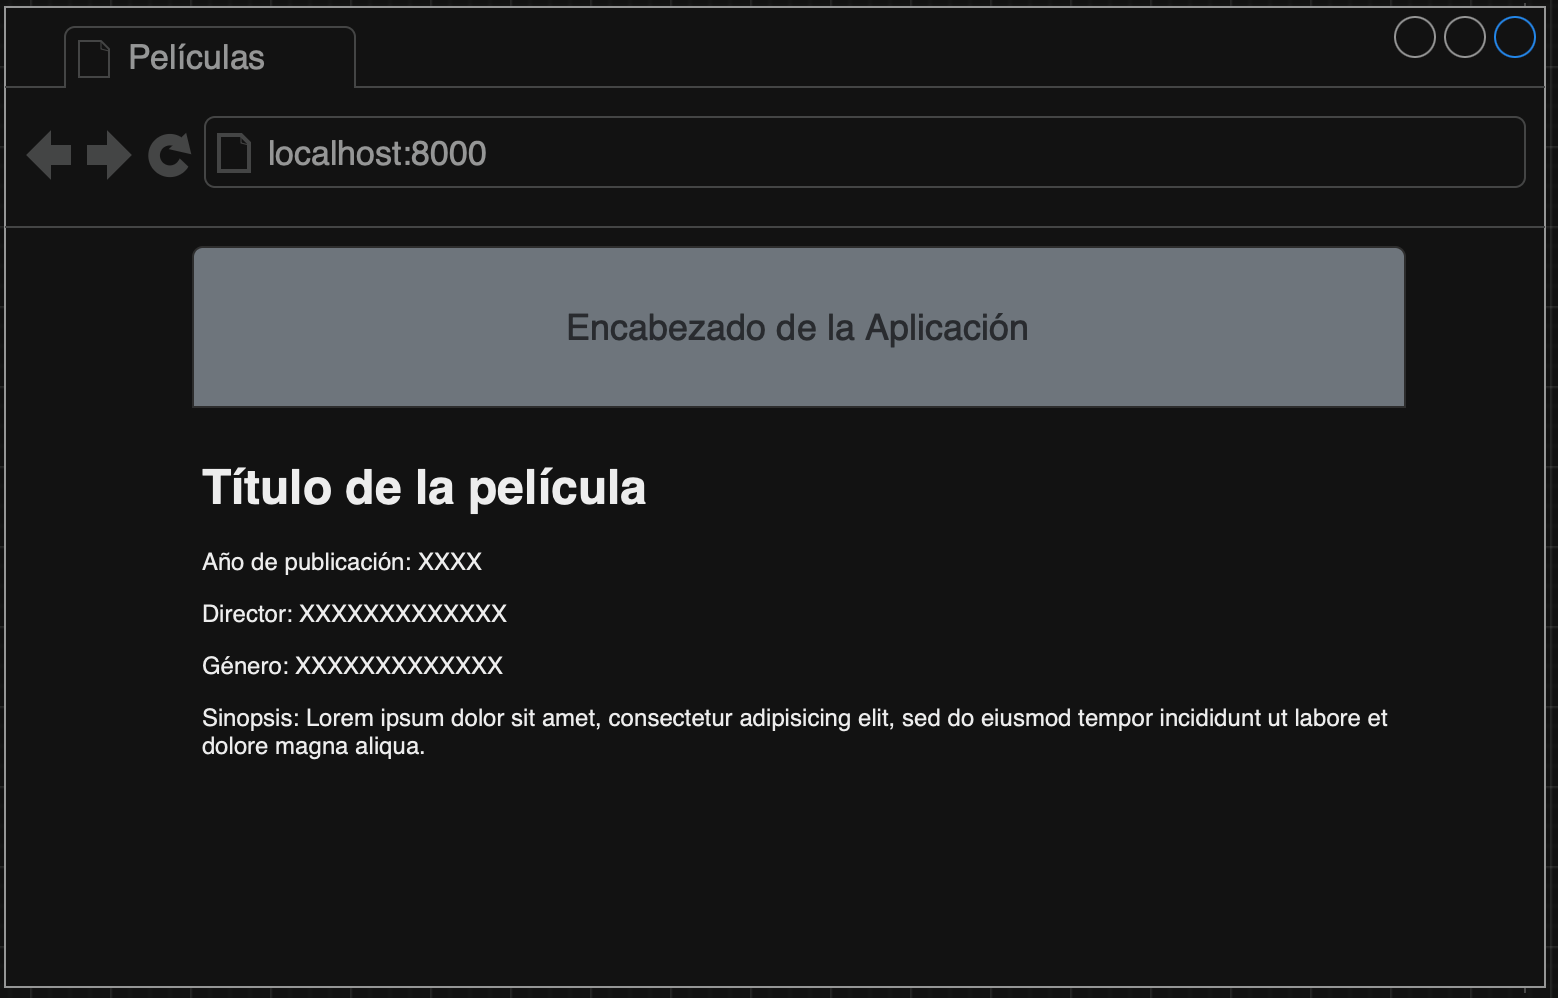 Películas
localhost:8000
Encabezado de la Aplicación
Título de la película
Año de publicación: XXXX
Director: XXXXXXXXXXXXX
Género: XXXXXXXXXXXXX
Sinopsis: Lorem ipsum dolor sit amet, consectetur adipisicing elit, sed do eiusmod tempor incididunt ut labore et
dolore magna aliqua.